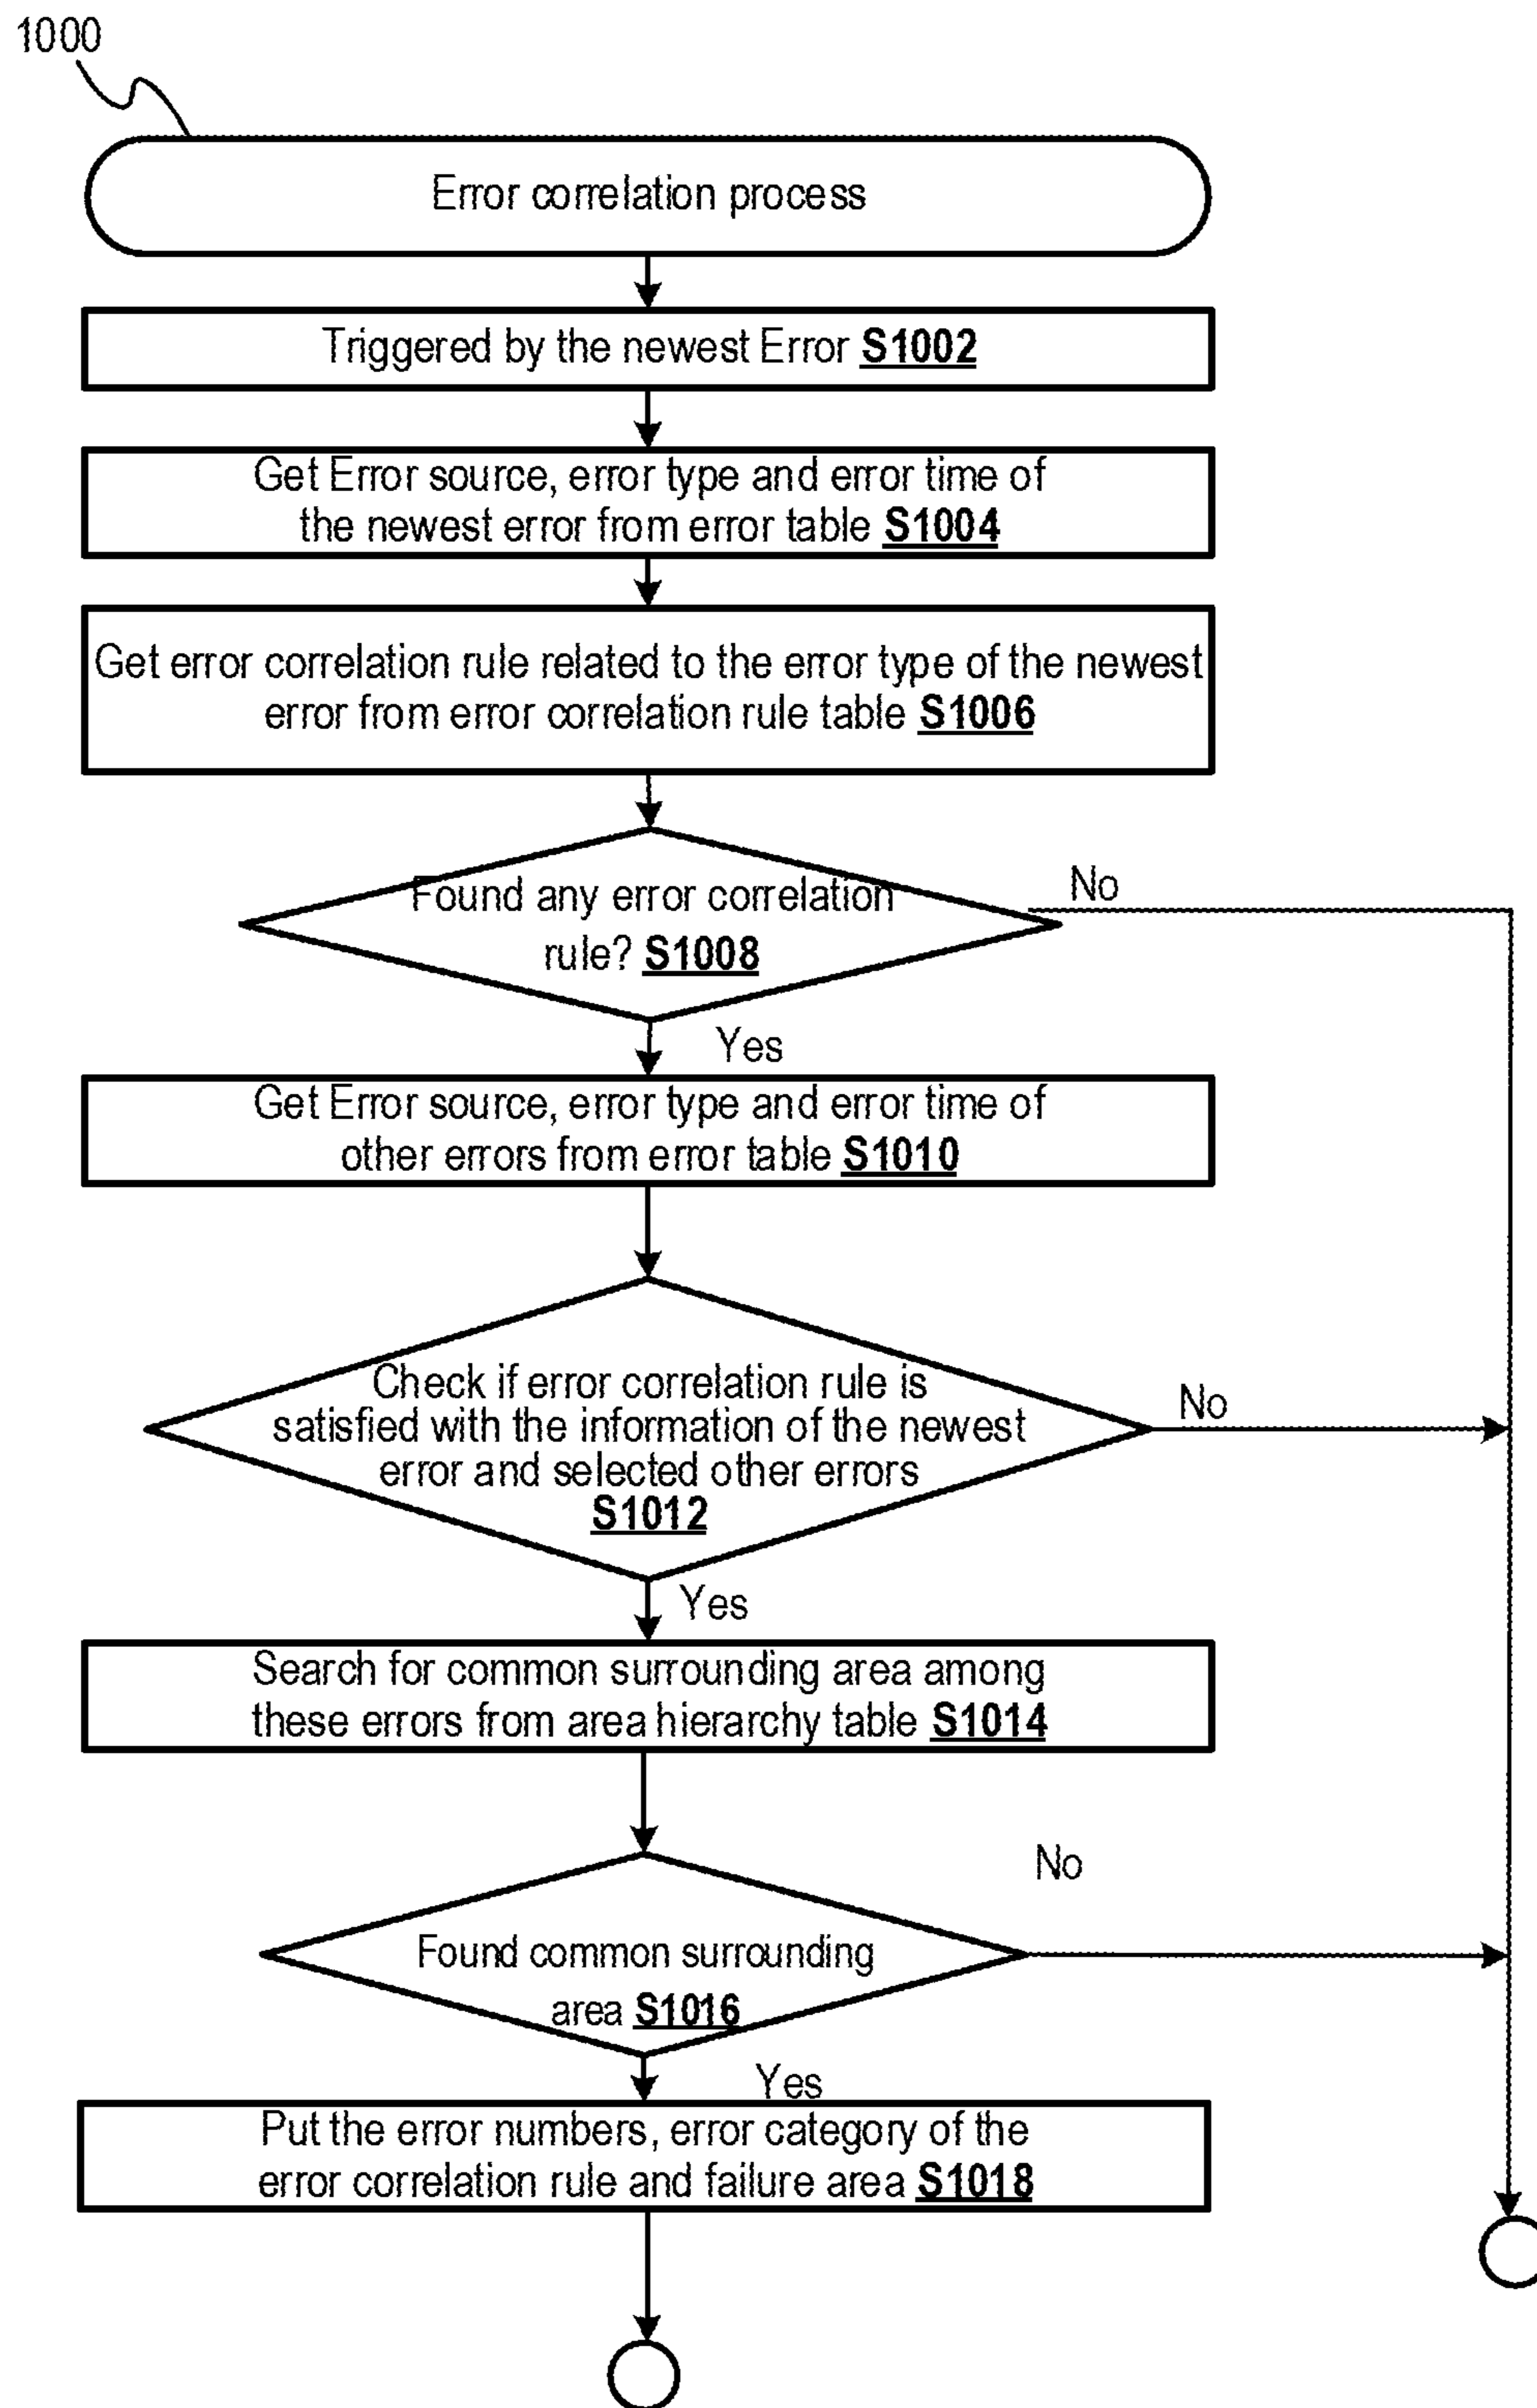 1000
Error correlation process
Triggered by the newest Error S1002
Get Error source, error type and error time of
the newest error from error table S1004
Get error correlation rule related to the error type of the newest
error from error correlation rule table S1006
Found any error correlation
rule? S1008
No
Yes
Get Error source, error type and error time of
other errors from error table S1010
Check if error correlation rule is
satisfied with the information of the newest
error and selected other errors
S1012
No
Yes
Search for common surrounding area among
these errors from area hierarchy table S1014
No
Found common surrounding
area S1016
Yes
Put the error numbers, error category of the
error correlation rule and failure area S1018